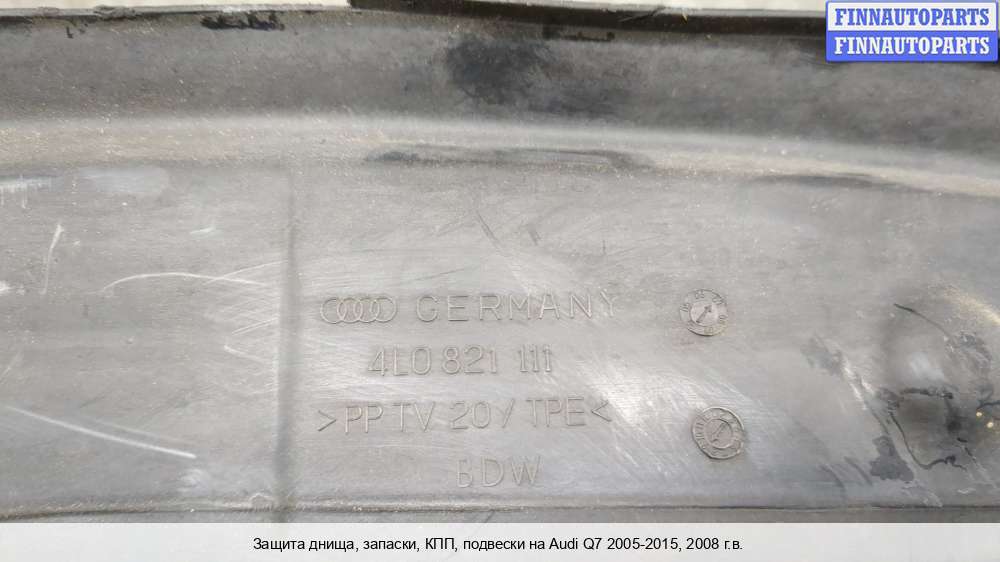 FINNAUTOPARTS
FINNAUTOPARTS
GERMANY
4L0 821 111
>PP TV 20/ TPE<
BDW
Защита днища, запаски, КПП, подвески на Audi Q7 2005-2015, 2008 г.в.